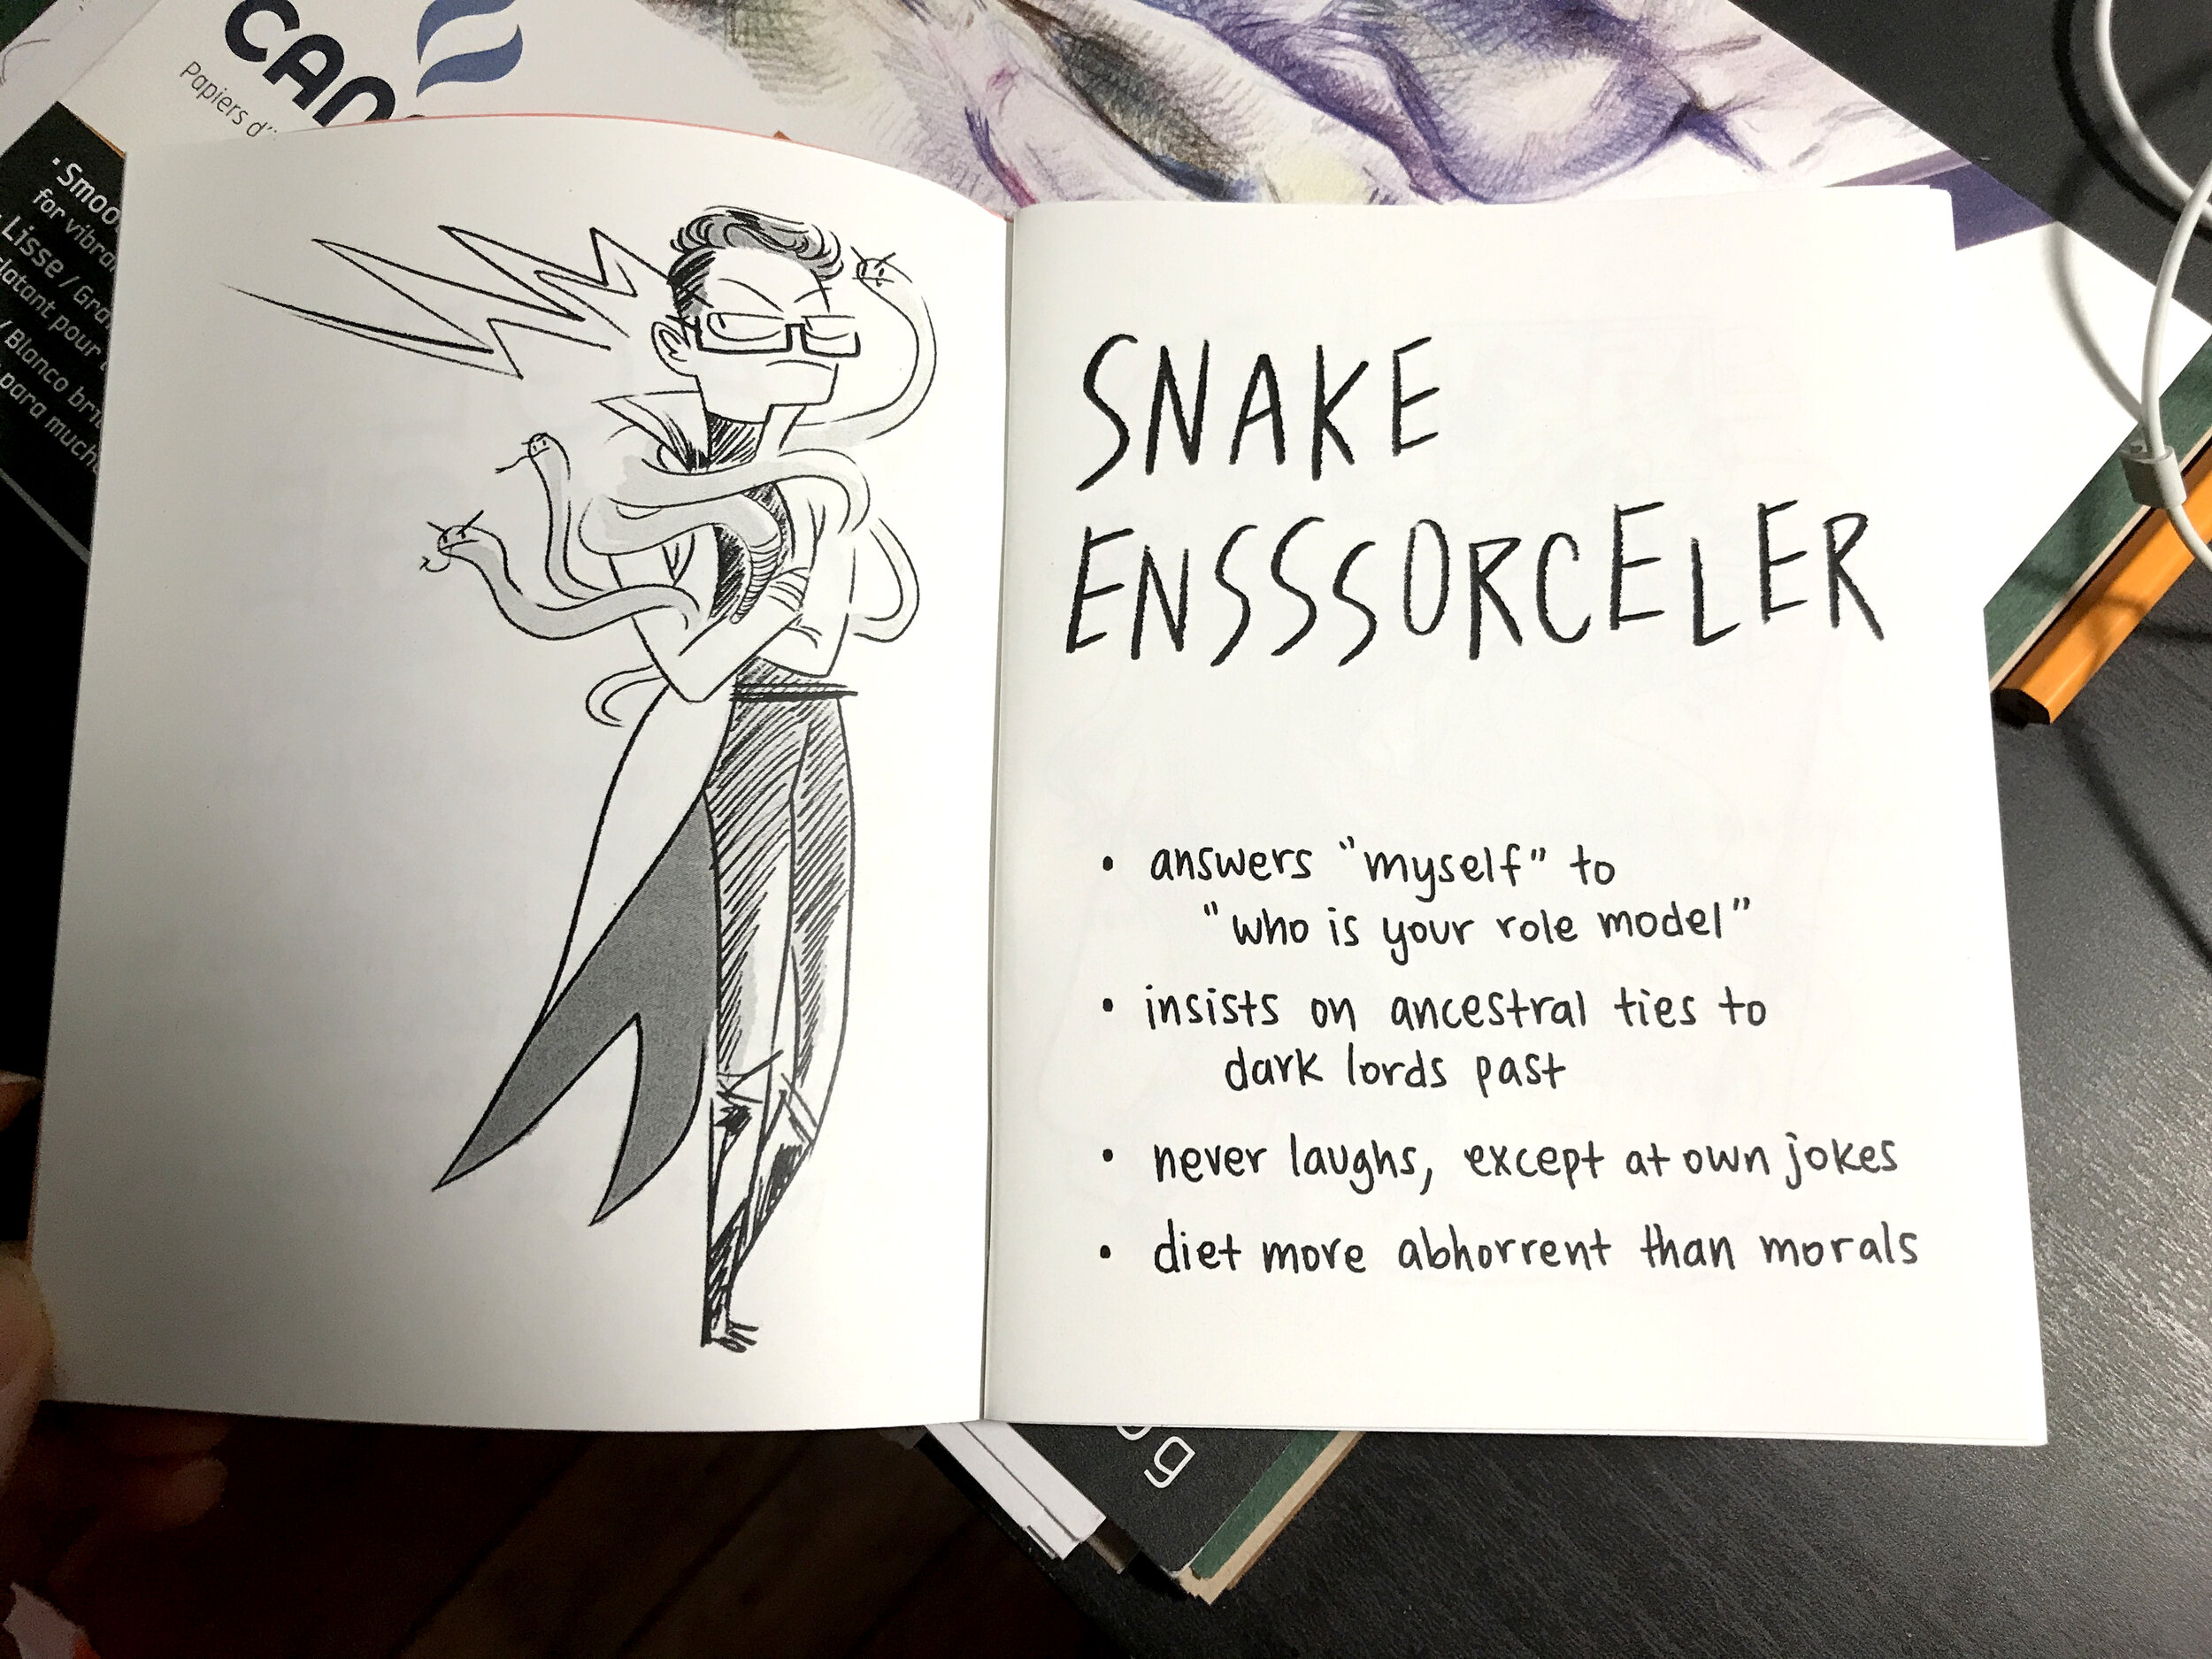 CAN
Papiers d'
· Smoo
for vibra
Lisse / Gra
latant pour
/ Blanco bri
para much
SNAKE
ENSSSORCELER
• answers "myself" to
"who is your role model"
• insists on ancestral ties to
dark lords past
• never laughs, except at own jokes
• diet more abhorrent than morals
og